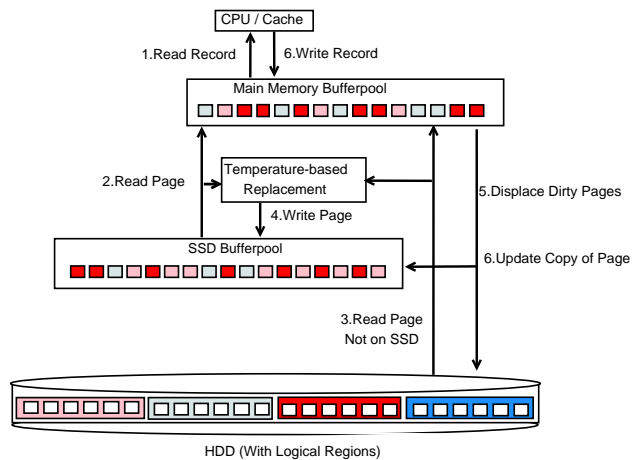 CPU / Cache
1.Read Record
6.Write Record
Main Memory Bufferpool
2.Read Page
Temperature-based
Replacement
5.Displace Dirty Pages
4.Write Page
SSD Bufferpool
6.Update Copy of Page
3.Read Page
Not on SSD
HDD (With Logical Regions)